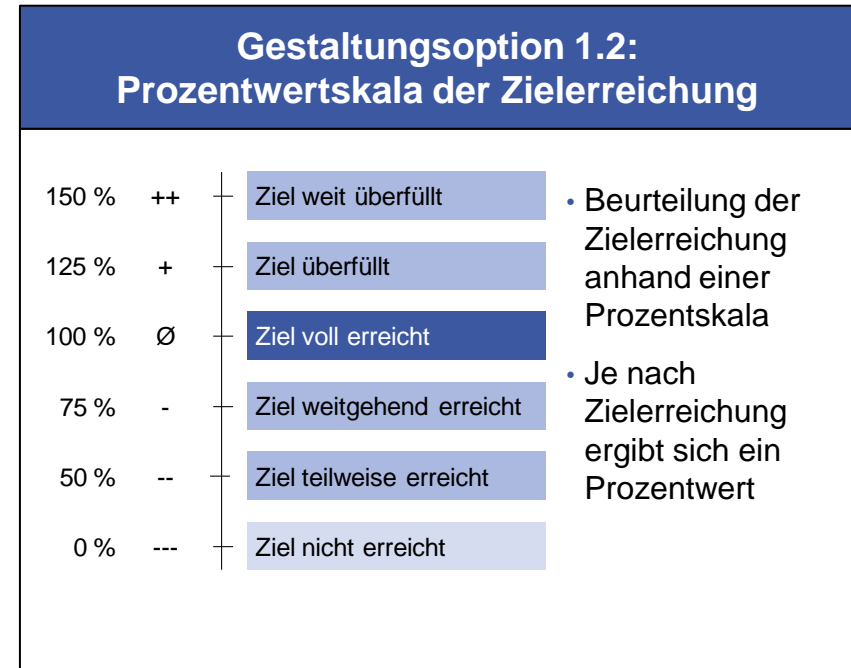 Gestaltungsoption 1.2:
Prozentwertskala der Zielerreichung
150 % ++ Ziel weit überfüllt
125 % + Ziel überfüllt
100 % Ø Ziel voll erreicht
75 % - Ziel weitgehend erreicht
50 % -- Ziel teilweise erreicht
0 % --- Ziel nicht erreicht
• Beurteilung der
Zielerreichung
anhand einer
Prozentskala
• Je nach
Zielerreichung
ergibt sich ein
Prozentwert